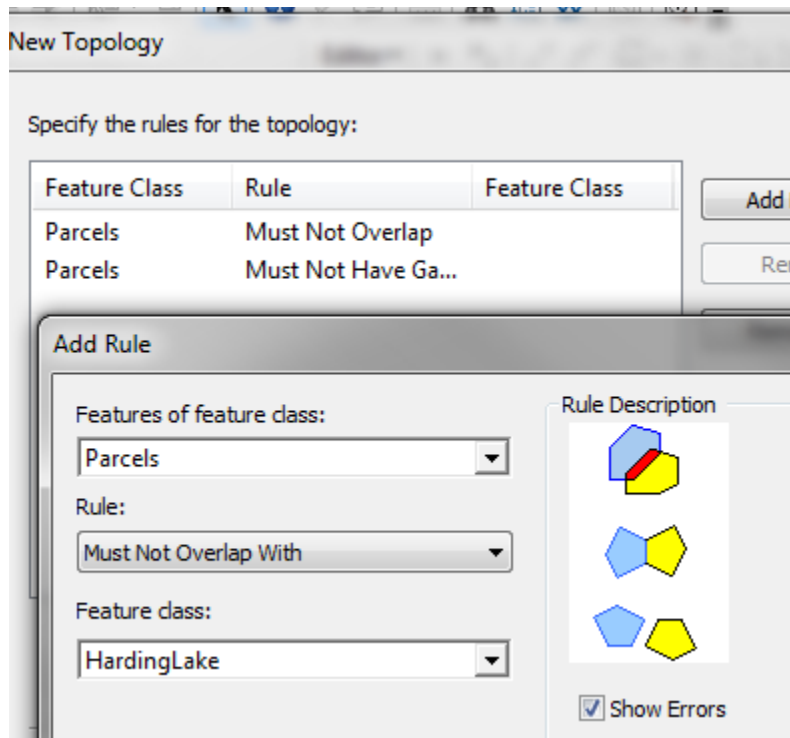 New Topology
Specify the rules for the topology:
Feature Class Rule Feature Class
Parcels Must Not Overlap
Parcels Must Not Have Ga...
Add
Add Rule
Features of feature class:
Parcels
Rule:
Must Not Overlap With
Feature class:
HardingLake
Rule Description
Show Errors